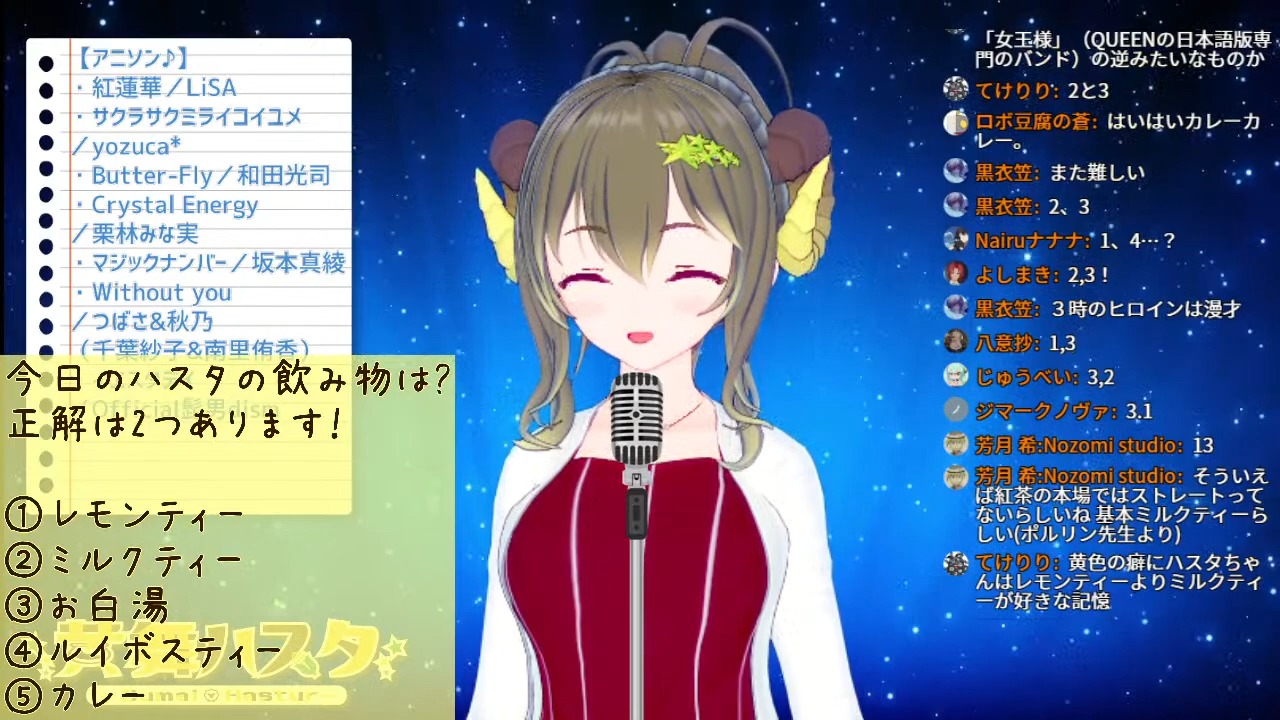 【アニソン♪】
・紅蓮華／LiSA
・サクラサクミライコイユメ
／yozuca*
・Butter-Fly／和田光司
・Crystal Energy
／栗林みな実
・マジックナンバー／坂本真綾
・Without you
／つばさ&秋乃
（千葉紗子&南里侑香）
／Official髭男dism
今日のハスタの飲み物は?
正解は2つあります!
①レモンティー
②ミルクティー
③お白湯
④ルイボスティー
⑤カレー
「女王様」（QUEENの日本語版専
門のバンド）の逆みたいなものか
てけりり: 2と3
ロボ豆腐の蒼: はいはいカレーカ
レー。
黒衣笠: また難しい
黒衣笠: 2、3
Nairuナナナ: 1、4…？
よしまき: 2,3！
黒衣笠: ３時のヒロインは漫才
八意抄: 1,3
じゅうべい: 3,2
ジマークノヴァ: 3.1
芳月 希:Nozomi studio: 13
芳月 希:Nozomi studio: そういえ
ば紅茶の本場ではストレートって
ないらしいね 基本ミルクティーら
しい(ポルリン先生より)
てけりり: 黄色の癖にハスタちゃ
んはレモンティーよりミルクティ
ーが好きな記憶